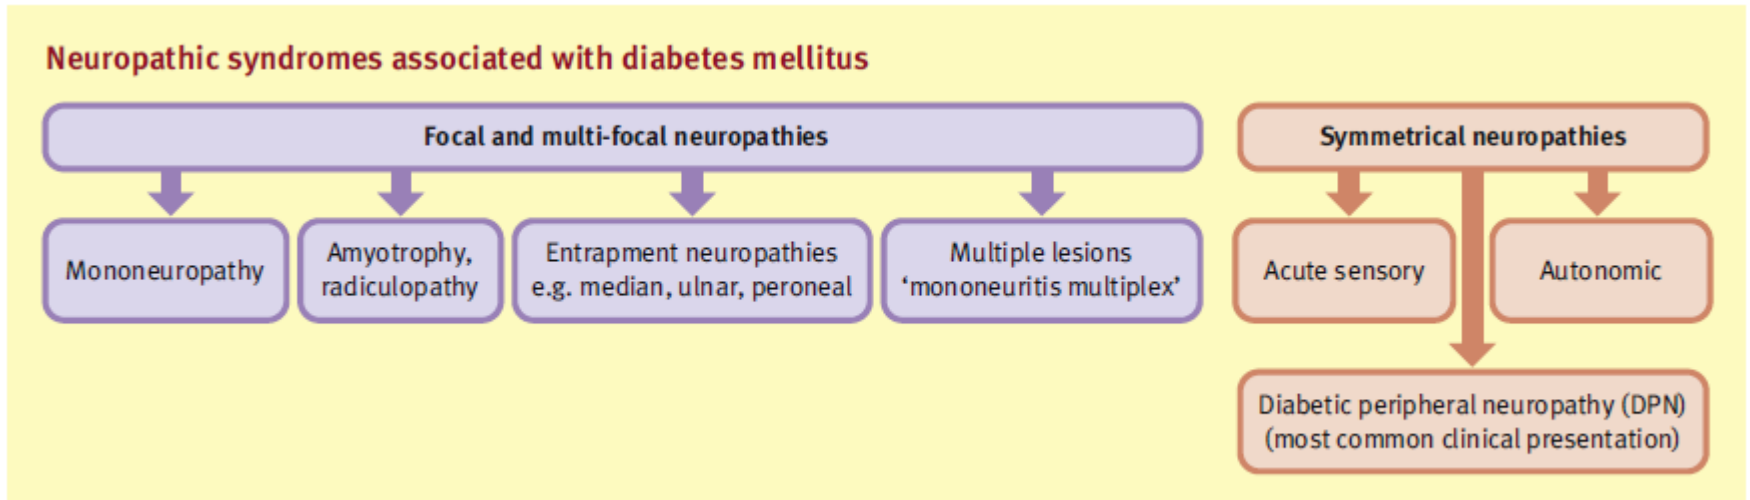 Neuropathic syndromes associated with diabetes mellitus
Focal and multi-focal neuropathies
Mononeuropathy
Amyotrophy,
radiculopathy
Entrapment neuropathies
e.g. median, ulnar, peroneal
Multiple lesions
‘mononeuritis multiplex’
Symmetrical neuropathies
Acute sensory
Autonomic
Diabetic peripheral neuropathy (DPN)
(most common clinical presentation)